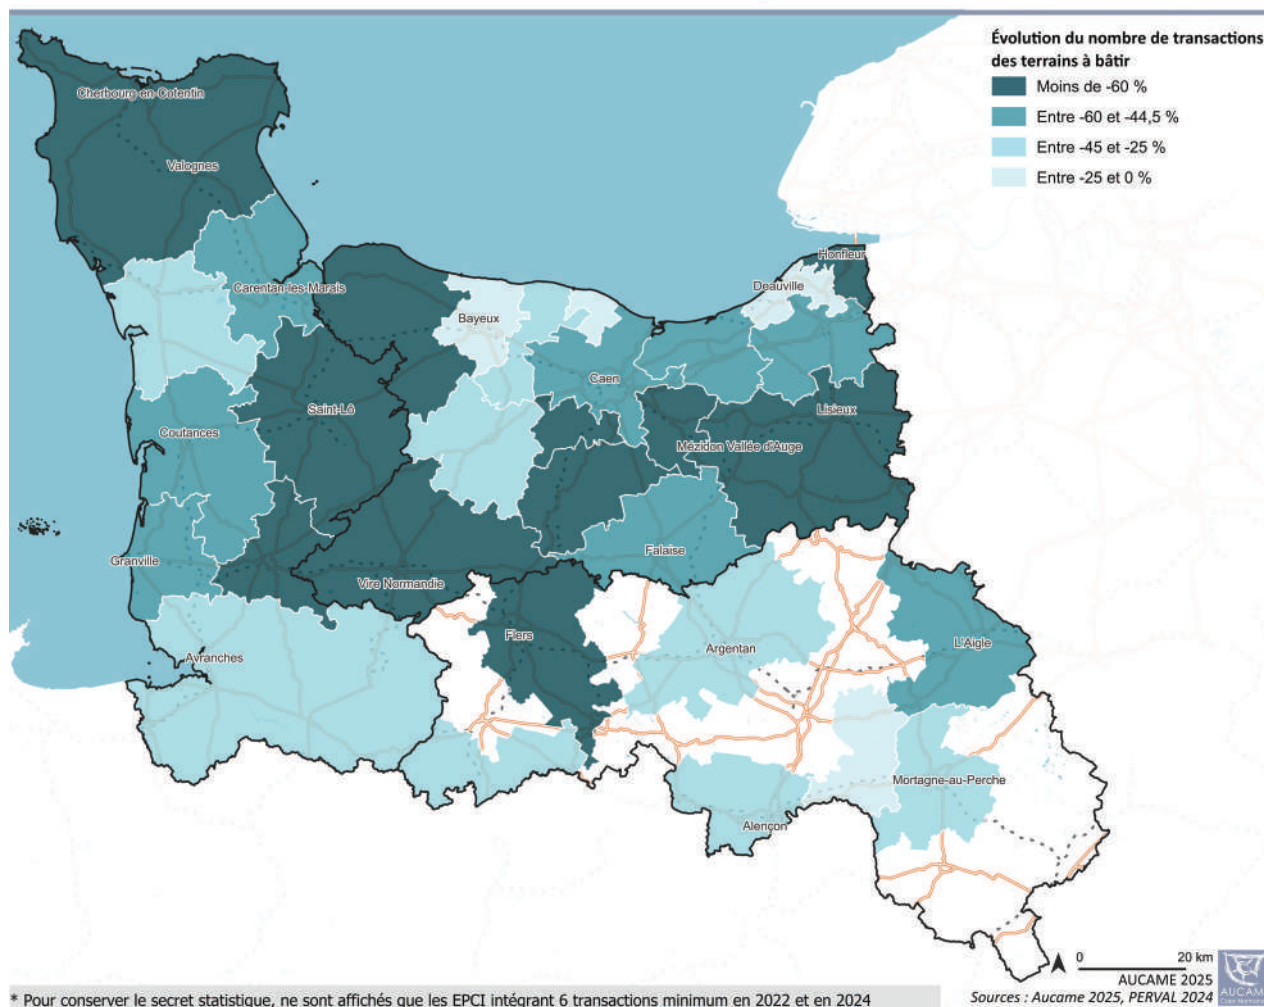 Évolution du nombre de transactions
des terrains à bâtir
Moins de -60 %
Entre -60 et -44,5 %
Entre -45 et -25 %
Entre -25 et 0 %
Cherbourg-en-Cotentin
Valognes
Honfleur
Carentan-les-Marais
Deauville
Bayeux
Caen
Saint-Lô
Lisieux
Coutances
Mézidon Vallée d'Auge
Granville
Falaise
Vire Normandie
Flers
Argentan
L'Aigle
Avranches
Mortagne-au-Perche
Alençon
0 20 km
AUCAME 2025
Sources : Aucame 2025, PERVAL 2024
AUCAME
Caen Normandie
* Pour conserver le secret statistique, ne sont affichés que les EPCI intégrant 6 transactions minimum en 2022 et en 2024